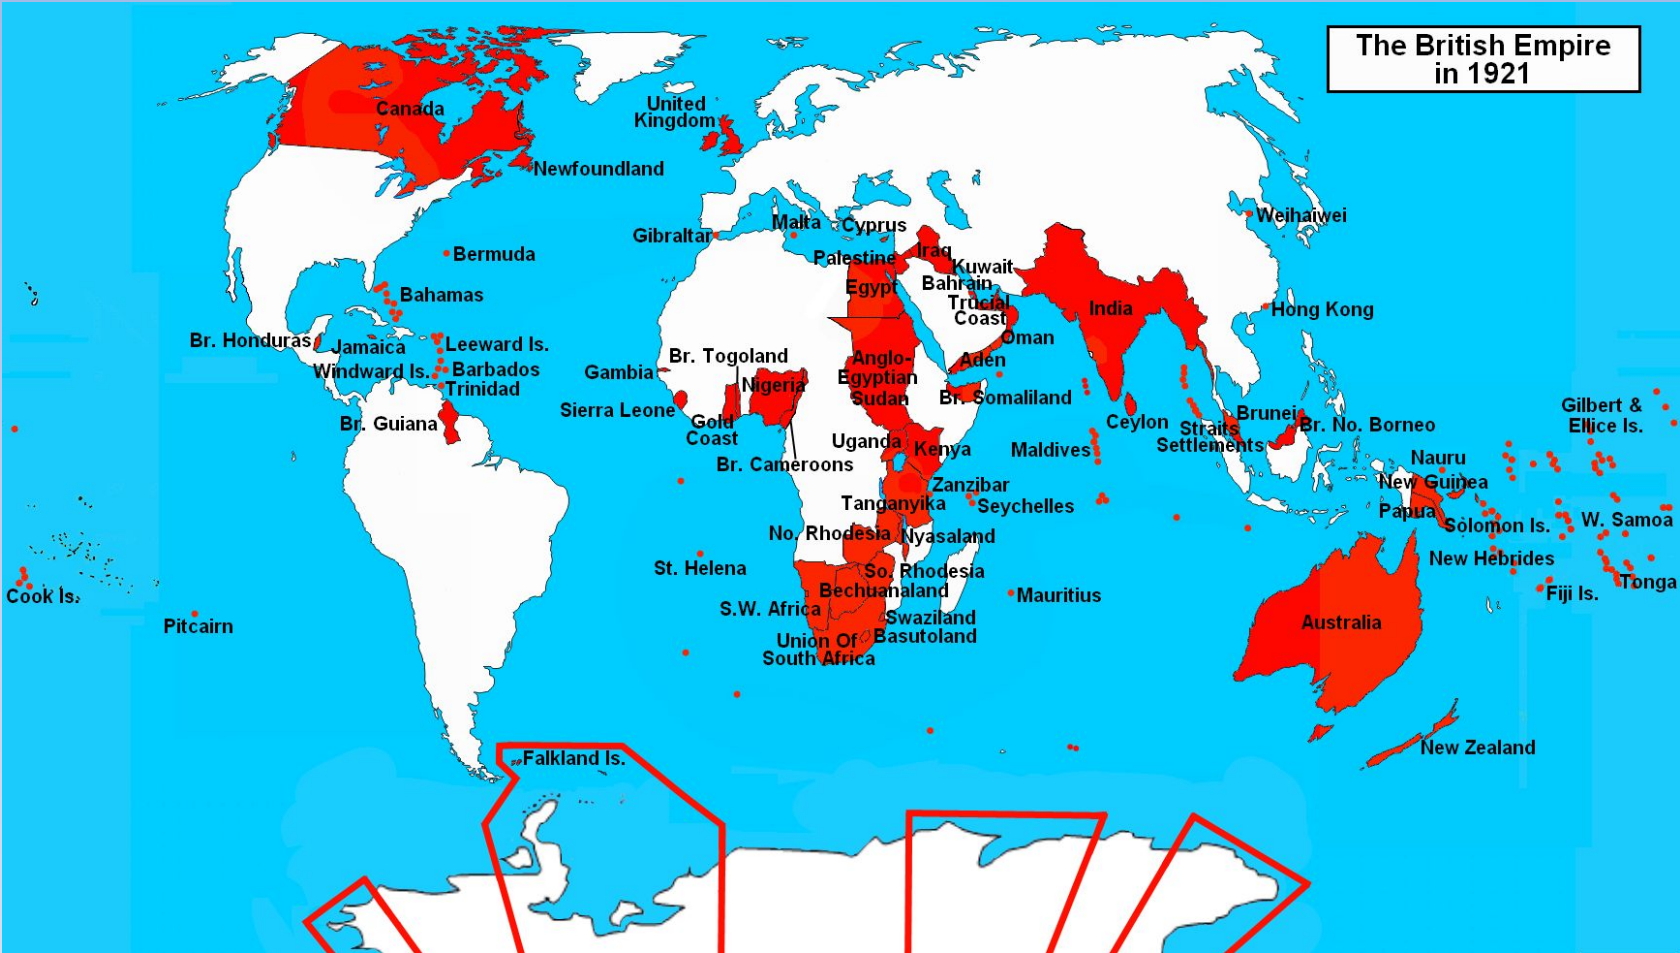 The British Empire
in 1921
Canada
United
Kingdom
Newfoundland
Weihaiwei
Malta
Cyprus
Gibraltar
Bermuda
Palestine
Iraq
Kuwait
Egypt
Bahrain
Bahamas
Trucial
Coast
India
Hong Kong
Br. Honduras
Jamaica
Leeward Is.
Oman
Br. Togoland
Anglo-
Egyptian
Sudan
Aden
Windward Is.
Barbados
Gambia
Nigeria
Trinidad
Br. Somaliland
Sierra Leone
Gold
Coast
Br. Guiana
Ceylon
Straits
Settlements
Brunei
Br. No. Borneo
Gilbert &
Ellice Is.
Uganda
Kenya
Maldives
Br. Cameroons
Nauru
New Guinea
Zanzibar
Tanganyika
Seychelles
Papua
Solomon Is.
W. Samoa
No. Rhodesia
Nyasaland
New Hebrides
St. Helena
So. Rhodesia
Bechuanaland
Cook Is.
Mauritius
Fiji Is.
Tonga
S.W. Africa
Swaziland
Pitcairn
Australia
Basutoland
Union Of
South Africa
New Zealand
Falkland Is.